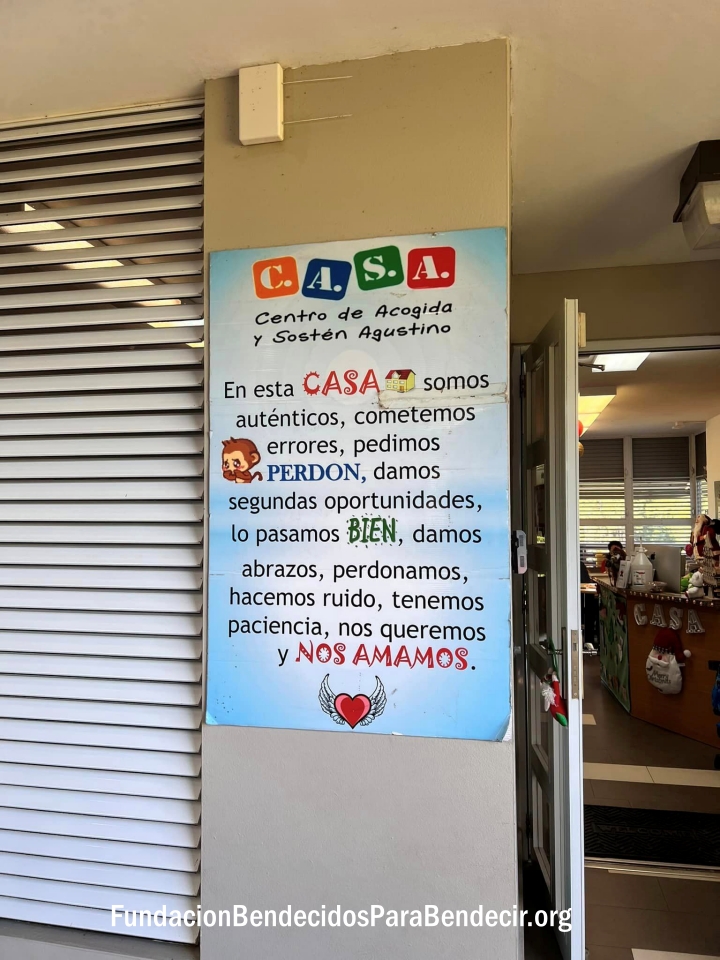 C. A. S. A.
Centro de Acogida
y Sostén Agustino
En esta CASA somos
auténticos, cometemos
errores, pedimos
PERDON, damos
segundas oportunidades,
lo pasamos BIEN, damos
abrazos, perdonamos,
hacemos ruido, tenemos
paciencia, nos queremos
y NOS AMAMOS.
CASA
FundacionBendecidosParaBendecir.org